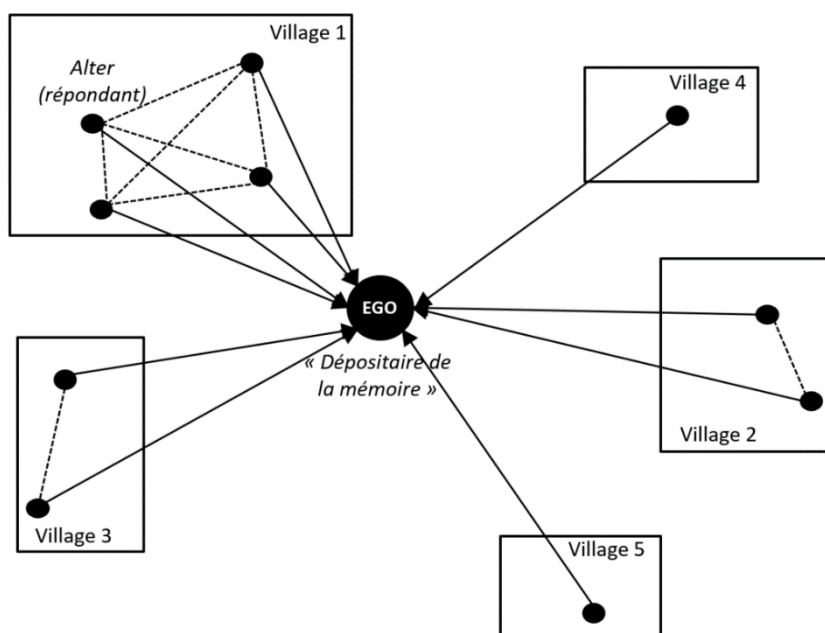 Village 1
Alter
(répondant)
Village 4
EGO
« Dépositaire de
la mémoire »
Village 2
Village 3
Village 5